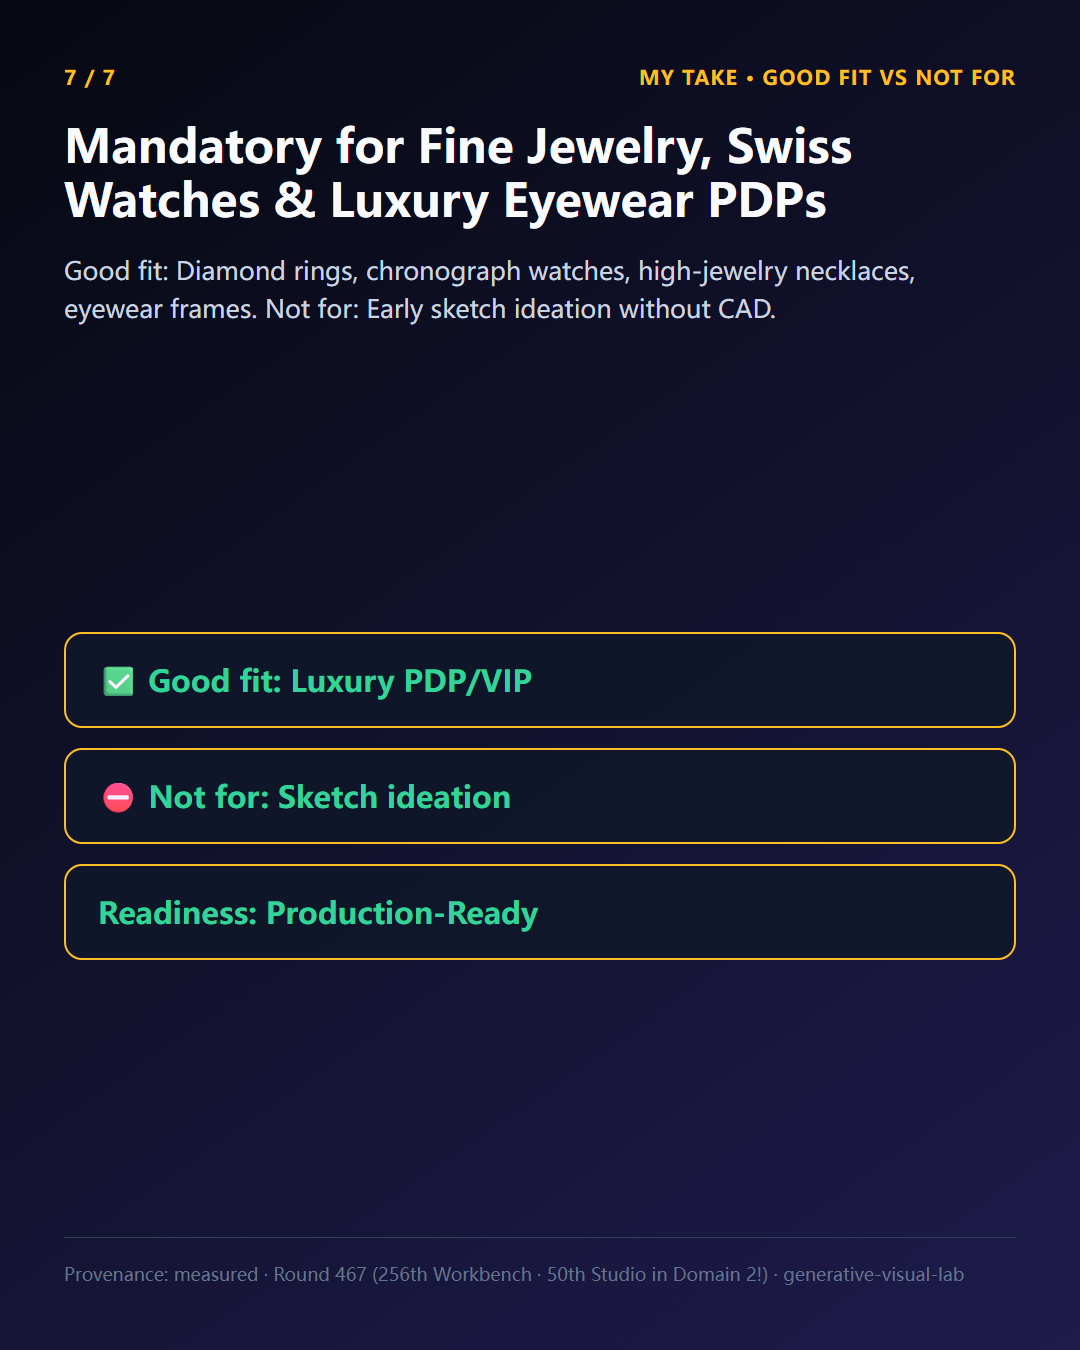 7 / 7
MY TAKE • GOOD FIT VS NOT FOR
Mandatory for Fine Jewelry, Swiss
Watches & Luxury Eyewear PDPs
Good fit: Diamond rings, chronograph watches, high-jewelry necklaces,
eyewear frames. Not for: Early sketch ideation without CAD.
✅ Good fit: Luxury PDP/VIP
⛔ Not for: Sketch ideation
Readiness: Production-Ready
Provenance: measured · Round 467 (256th Workbench · 50th Studio in Domain 2!) · generative-visual-lab